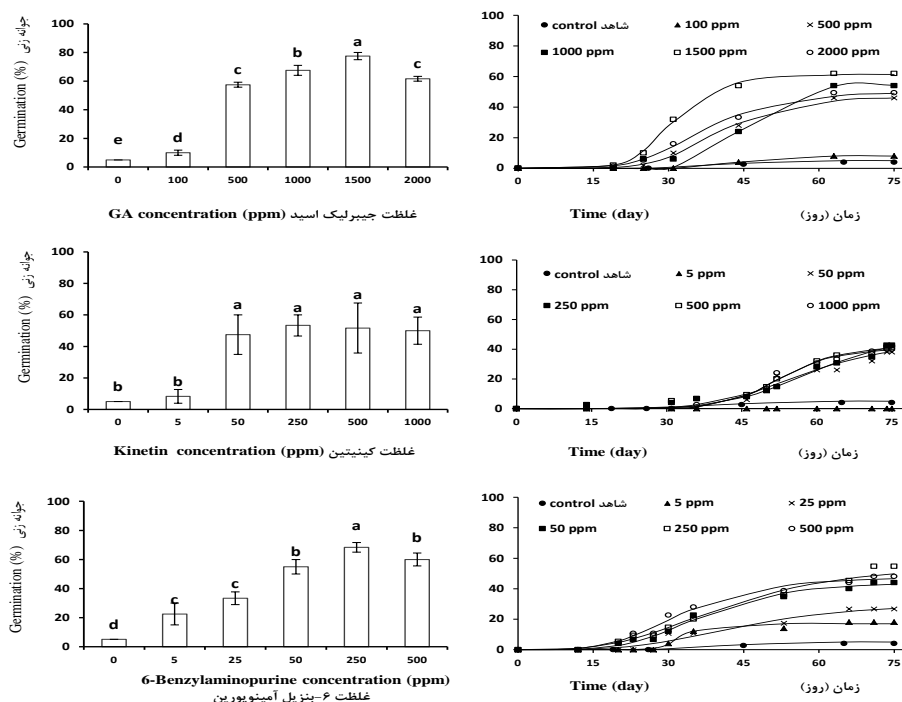 Germination (%) جوانه زنی
100
80
60
40
20
0
e
d
c
b
a
c
0 100 500 1000 1500 2000
GA concentration (ppm) غلظت جیبرلیک اسید
control شاهد 100 ppm 500 ppm
1000 ppm 1500 ppm 2000 ppm
100
80
60
40
20
0
0 15 30 45 60 75
Time (day) زمان (روز)
Germination (%) جوانه زنی
100
80
60
40
20
0
b
b
a
a
a
a
0 5 50 250 500 1000
Kinetin concentration (ppm) غلظت کینیتین
control شاهد 5 ppm 50 ppm
250 ppm 500 ppm 1000 ppm
100
80
60
40
20
0
0 15 30 45 60 75
Time (day) زمان (روز)
Germination (%) جوانه زنی
100
80
60
40
20
0
d
c
c
b
a
b
0 5 25 50 250 500
6-Benzylaminopurine concentration (ppm)
غلظت ۶-بنزیل آمینوپورین
control شاهد 5 ppm 25 ppm
50 ppm 250 ppm 500 ppm
100
80
60
40
20
0
0 15 30 45 60 75
Time (day) زمان (روز)